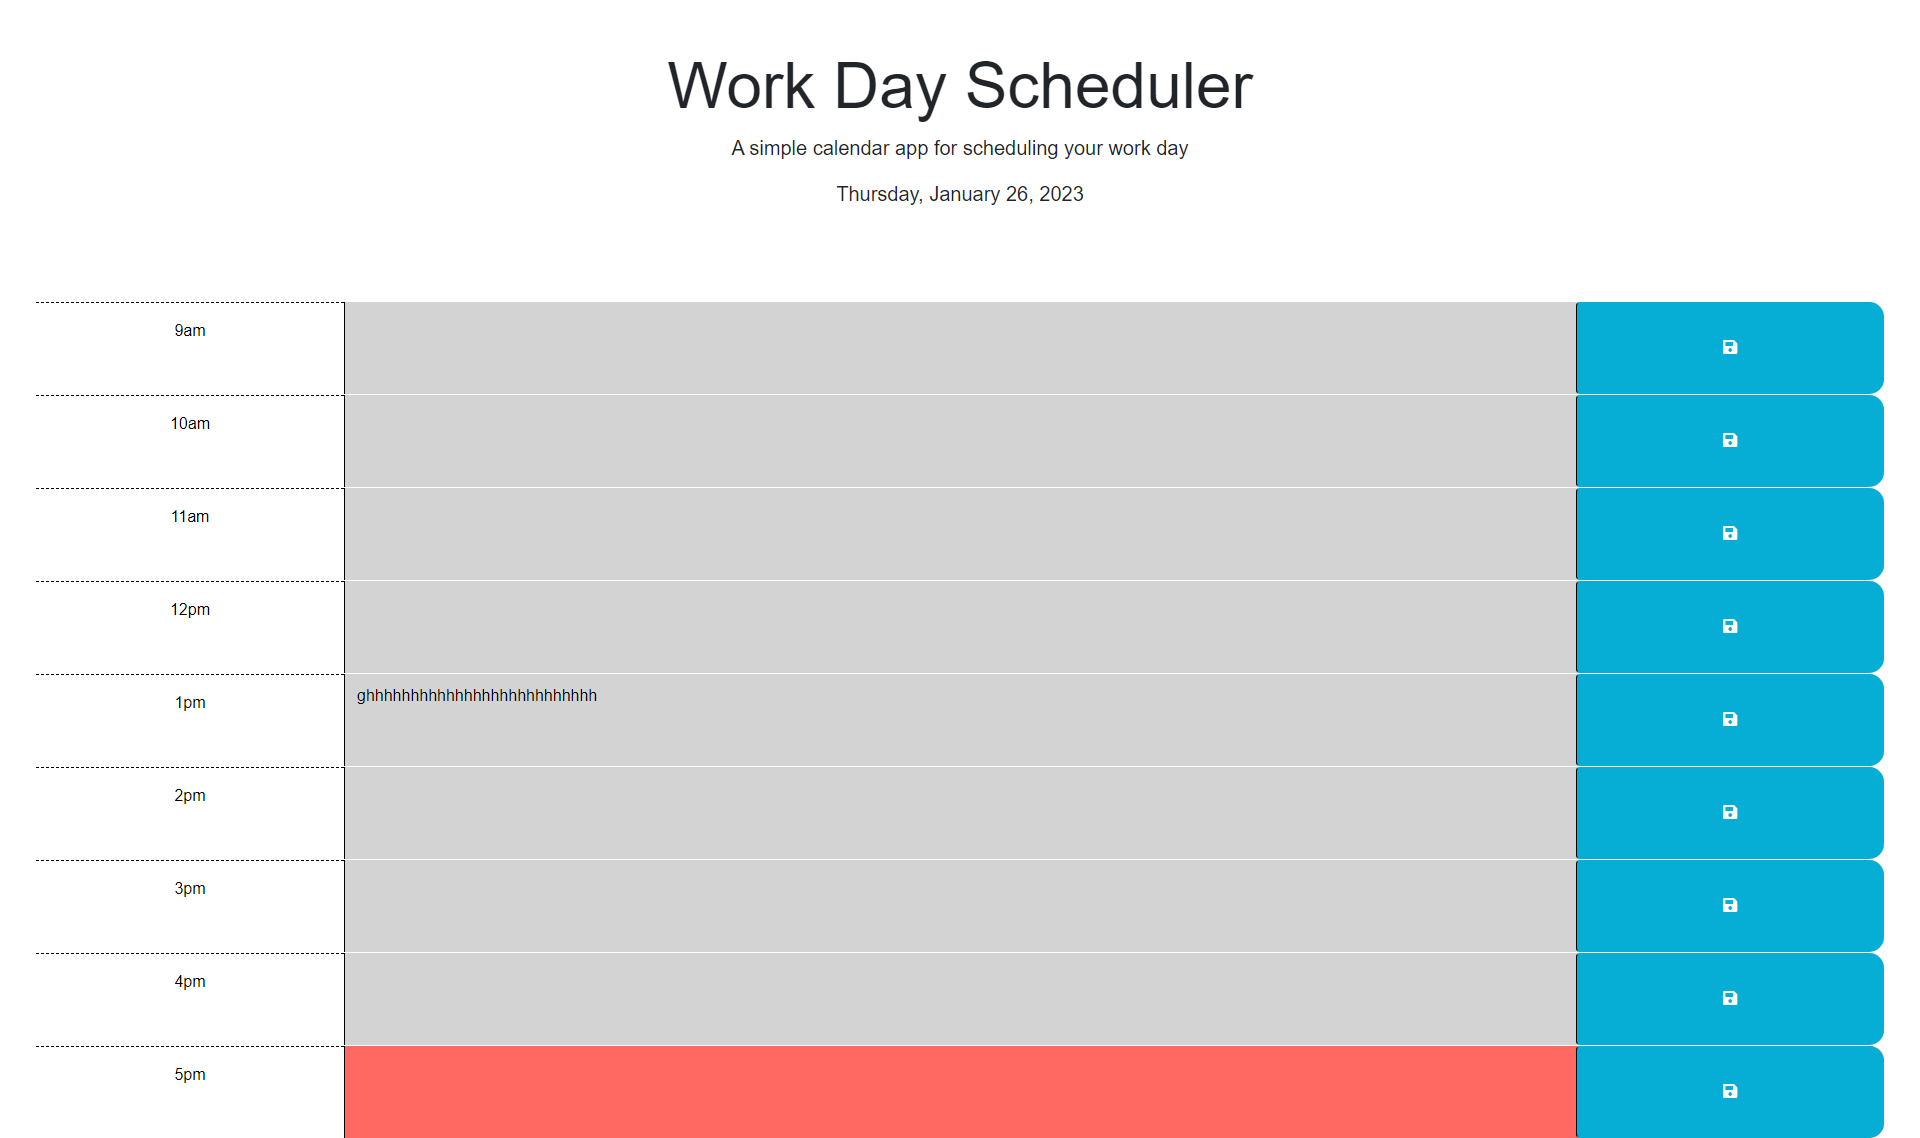 Work Day Scheduler
A simple calendar app for scheduling your work day
Thursday, January 26, 2023
9am
10am
11am
12pm
1pm
ghhhhhhhhhhhhhhhhhhhhhhhhhh
2pm
3pm
4pm
5pm